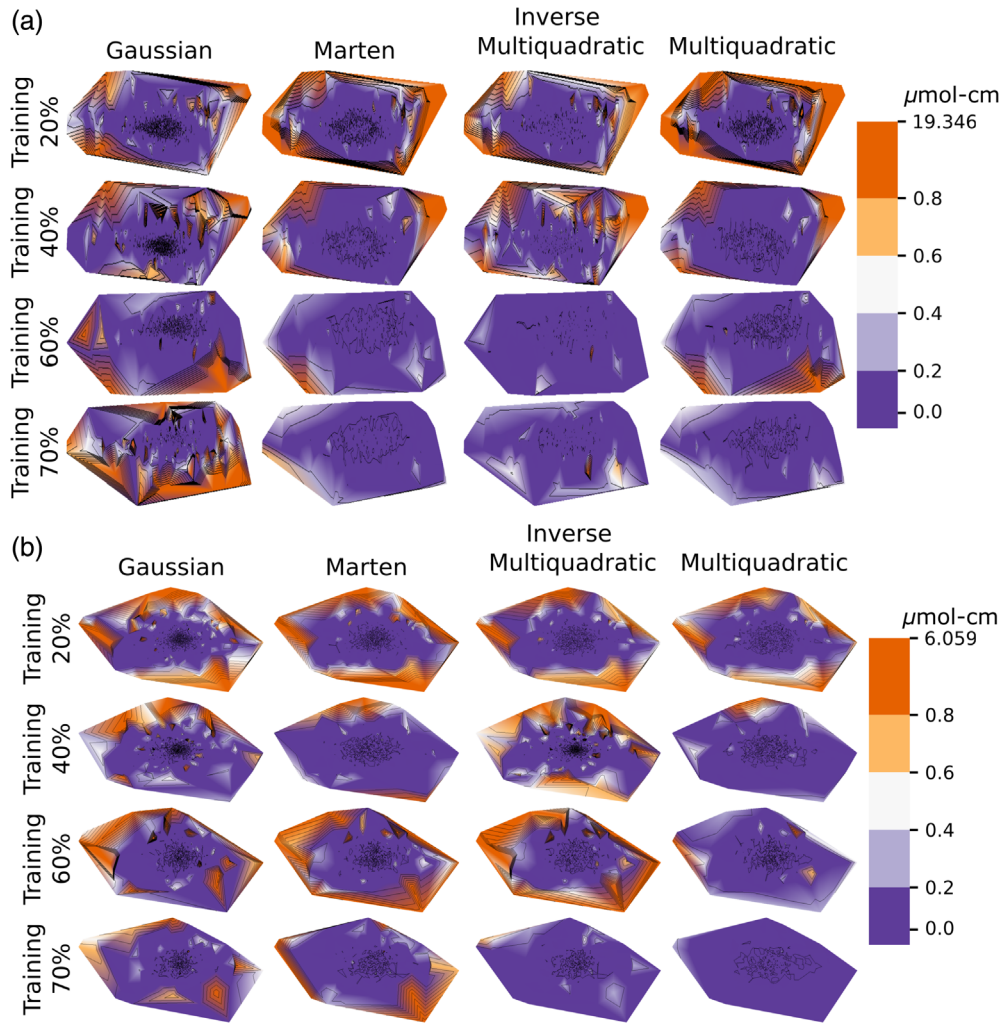 (a)
Gaussian
Marten
Inverse
Multiquadratic
Multiquadratic
Training
20%
Training
40%
Training
60%
Training
70%
μmol-cm
19.346
0.8
0.6
0.4
0.2
0.0
(b)
Gaussian
Marten
Inverse
Multiquadratic
Multiquadratic
Training
20%
Training
40%
Training
60%
Training
70%
μmol-cm
6.059
0.8
0.6
0.4
0.2
0.0